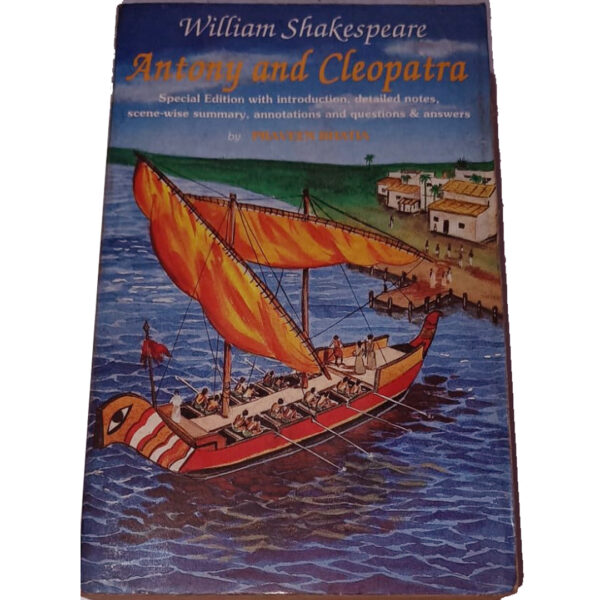 William Shakespeare
Antony and Cleopatra
Special Edition with introduction, detailed notes,
scene-wise summary, annotations and questions & answers
by